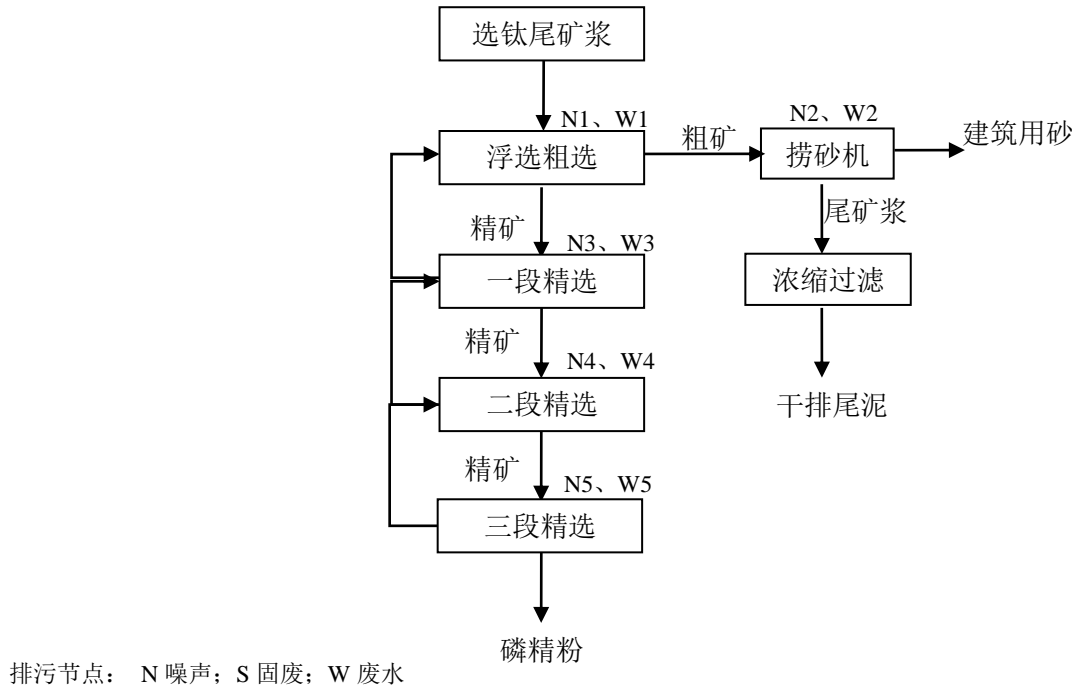 选钛尾矿浆
N1、W1
浮选粗选
粗矿
N2、W2
捞砂机
建筑用砂
精矿
尾矿浆
N3、W3
一段精选
浓缩过滤
精矿
N4、W4
二段精选
干排尾泥
精矿
N5、W5
三段精选
磷精粉
排污节点： N 噪声；S 固废；W 废水